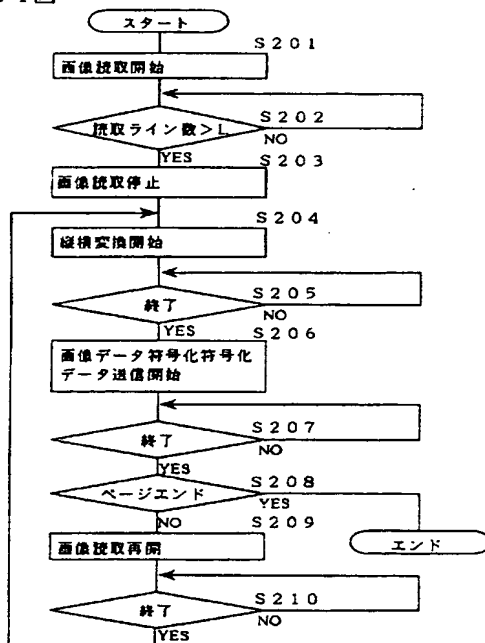 スタート
S201
画像読取開始
S202
読取ライン数>L
NO
YES
S203
画像読取停止
S204
縦横変換開始
S205
終了
NO
YES
S206
画像データ符号化符号化
データ送信開始
S207
終了
NO
YES
S208
ページエンド
YES
NO
S209
画像読取再開
エンド
S210
終了
NO
YES